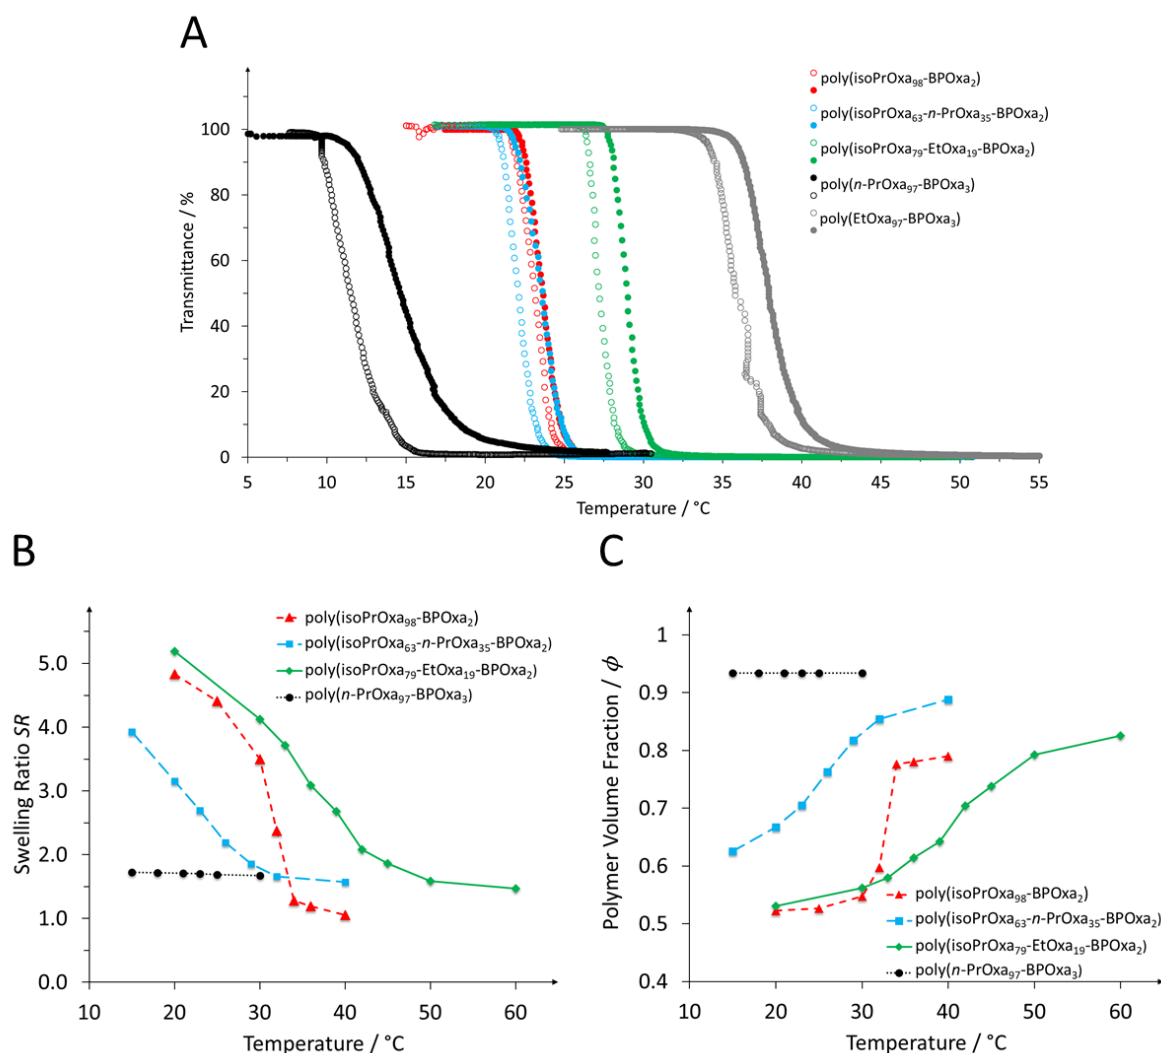 A
poly(isoPrOxa₉₈-BPOxa₂)
poly(isoPrOxa₆₃-n-PrOxa₃₅-BPOxa₂)
poly(isoPrOxa₇₉-EtOxa₁₉-BPOxa₂)
poly(n-PrOxa₉₇-BPOxa₃)
poly(EtOxa₉₇-BPOxa₃)
Transmittance / %
100
80
60
40
20
0
5 10 15 20 25 30 35 40 45 50 55
Temperature / °C
B
poly(isoPrOxa₉₈-BPOxa₂)
poly(isoPrOxa₆₃-n-PrOxa₃₅-BPOxa₂)
poly(isoPrOxa₇₉-EtOxa₁₉-BPOxa₂)
poly(n-PrOxa₉₇-BPOxa₃)
Swelling Ratio SR
5.0
4.0
3.0
2.0
1.0
0.0
10 20 30 40 50 60
Temperature / °C
C
Polymer Volume Fraction / ϕ
1
0.9
0.8
0.7
0.6
0.5
0.4
poly(isoPrOxa₉₈-BPOxa₂)
poly(isoPrOxa₆₃-n-PrOxa₃₅-BPOxa₂)
poly(isoPrOxa₇₉-EtOxa₁₉-BPOxa₂)
poly(n-PrOxa₉₇-BPOxa₃)
10 20 30 40 50 60
Temperature / °C